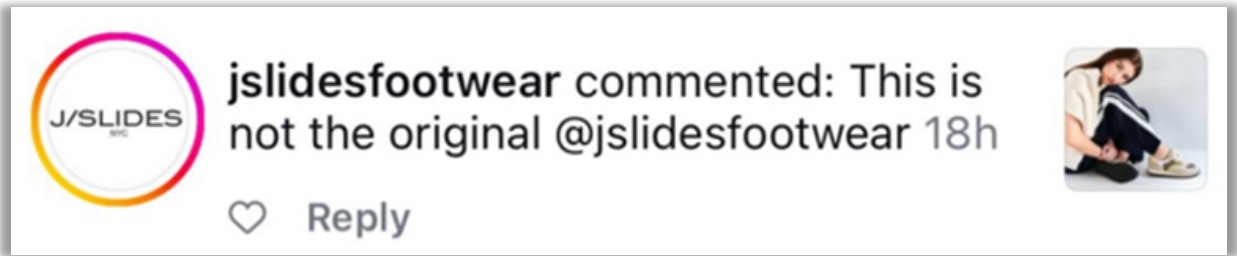 J/SLIDES
NYC
jslidesfootwear commented: This is
not the original @jslidesfootwear 18h
Reply